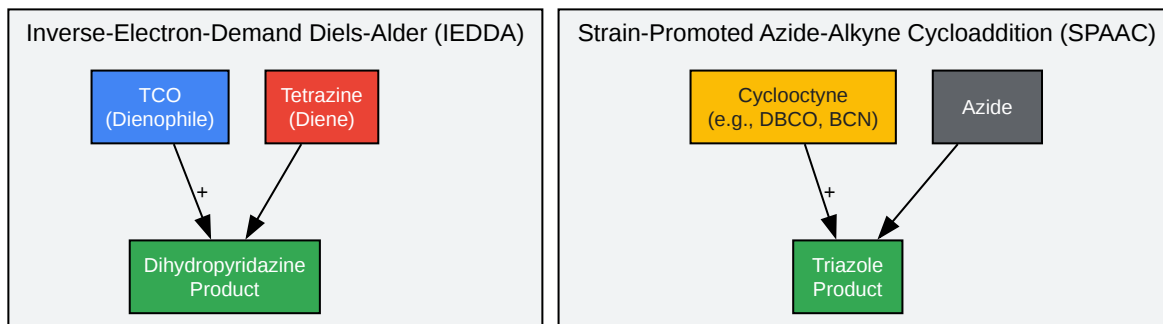 Inverse-Electron-Demand Diels-Alder (IEDDA)
TCO
(Dienophile)
Tetrazine
(Diene)
+
Dihydropyridazine
Product
Strain-Promoted Azide-Alkyne Cycloaddition (SPAAC)
Cyclooctyne
(e.g., DBCO, BCN)
Azide
+
Triazole
Product